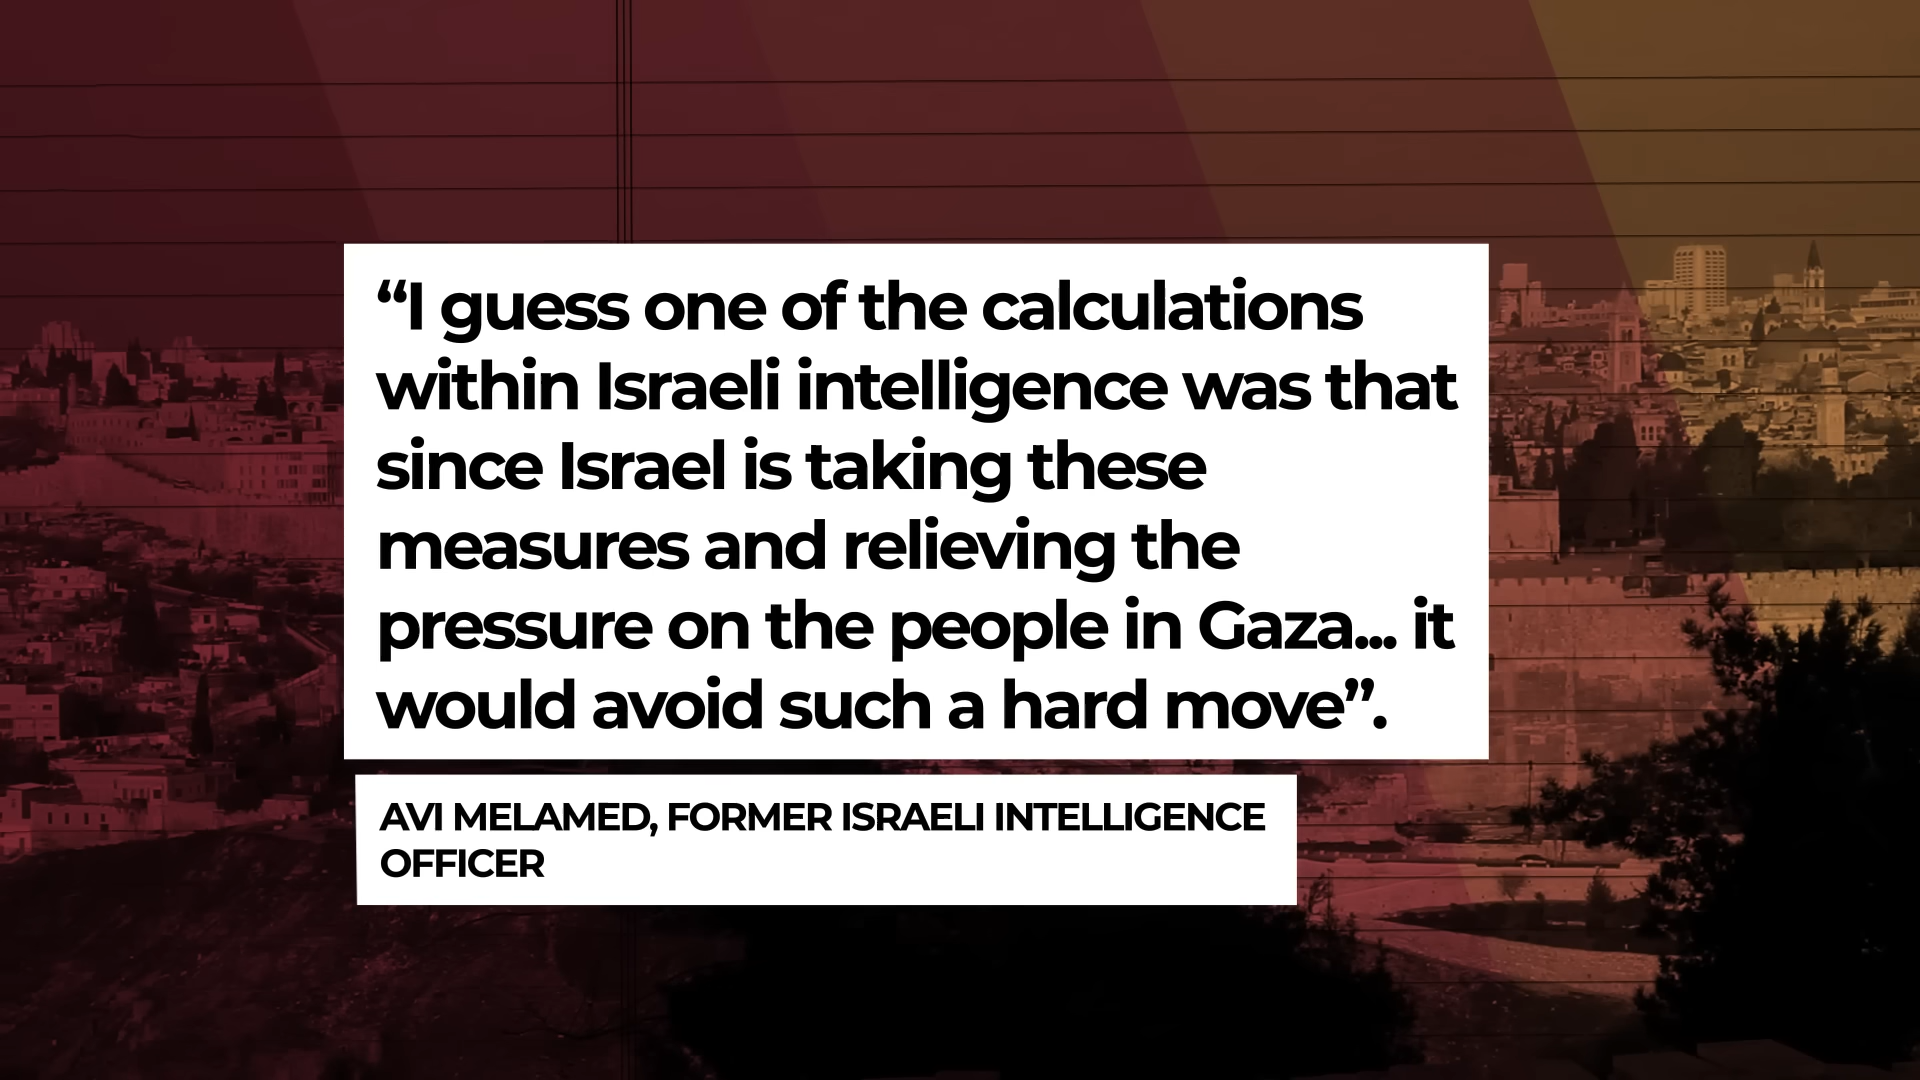 “I guess one of the calculations
within Israeli intelligence was that
since Israel is taking these
measures and relieving the
pressure on the people in Gaza... it
would avoid such a hard move”.
AVI MELAMED, FORMER ISRAELI INTELLIGENCE
OFFICER